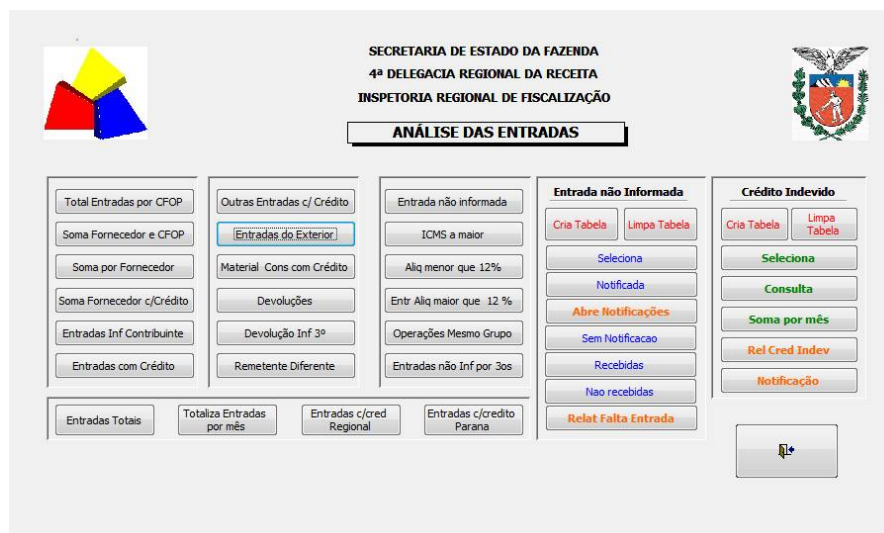 SECRETARIA DE ESTADO DA FAZENDA
4ª DELEGACIA REGIONAL DA RECEITA
INSPETORIA REGIONAL DE FISCALIZAÇÃO
ANÁLISE DAS ENTRADAS
Total Entradas por CFOP
Soma Fornecedor e CFOP
Soma por Fornecedor
Soma Fornecedor c/Crédito
Entradas Inf Contribuinte
Entradas com Crédito
Outras Entradas c/ Crédito
Entradas do Exterior
Material Cons com Crédito
Devoluções
Devolução Inf 3º
Remetente Diferente
Entrada não informada
ICMS a maior
Aliq menor que 12%
Entr Aliq maior que 12 %
Operações Mesmo Grupo
Entradas não Inf por 3os
Entradas Totais
Totaliza Entradas
por mês
Entradas c/cred
Regional
Entradas c/credito
Parana
Entrada não Informada
Cria Tabela
Limpa Tabela
Seleciona
Notificada
Abre Notificações
Sem Notificacao
Recebidas
Nao recebidas
Relat Falta Entrada
Crédito Indevido
Cria Tabela
Limpa
Tabela
Seleciona
Consulta
Soma por mês
Rel Cred Indev
Notificação